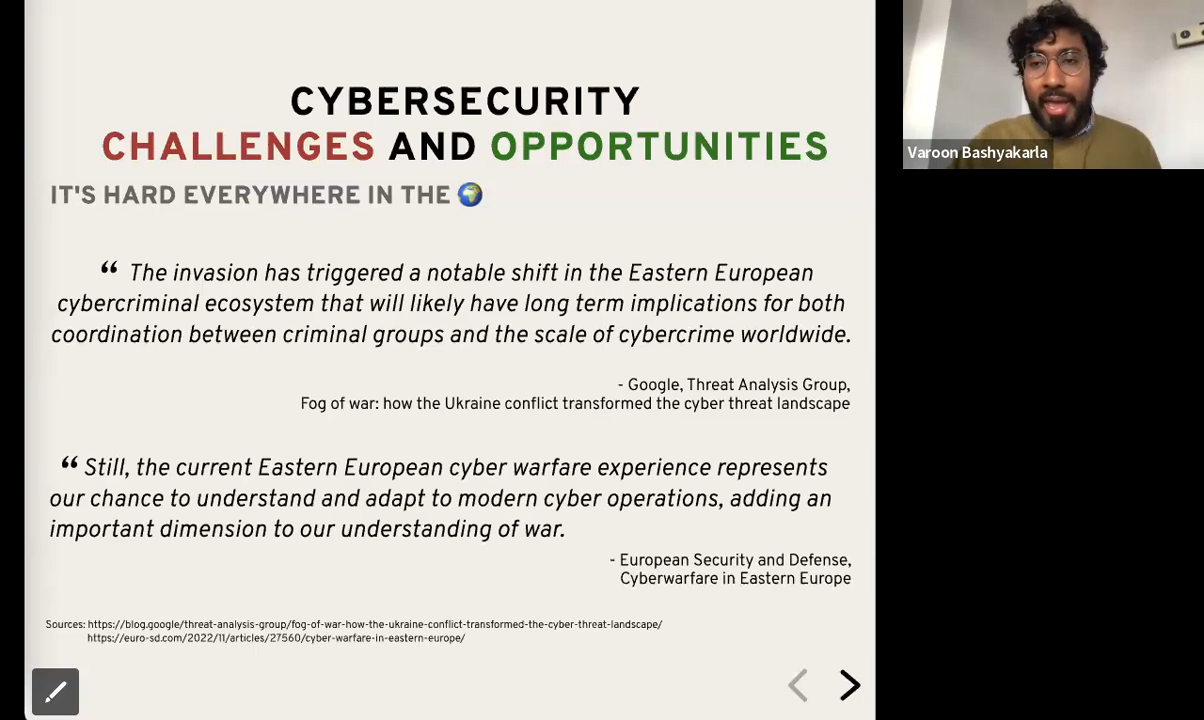 CYBERSECURITY
CHALLENGES AND OPPORTUNITIES
IT'S HARD EVERYWHERE IN THE 🌍
“ The invasion has triggered a notable shift in the Eastern European
cybercriminal ecosystem that will likely have long term implications for both
coordination between criminal groups and the scale of cybercrime worldwide.
- Google, Threat Analysis Group,
Fog of war: how the Ukraine conflict transformed the cyber threat landscape
“ Still, the current Eastern European cyber warfare experience represents
our chance to understand and adapt to modern cyber operations, adding an
important dimension to our understanding of war.
- European Security and Defense,
Cyberwarfare in Eastern Europe
Sources: https://blog.google/threat-analysis-group/fog-of-war-how-the-ukraine-conflict-transformed-the-cyber-threat-landscape/
https://euro-sd.com/2022/11/articles/27560/cyber-warfare-in-eastern-europe/
Varoon Bashyakarla